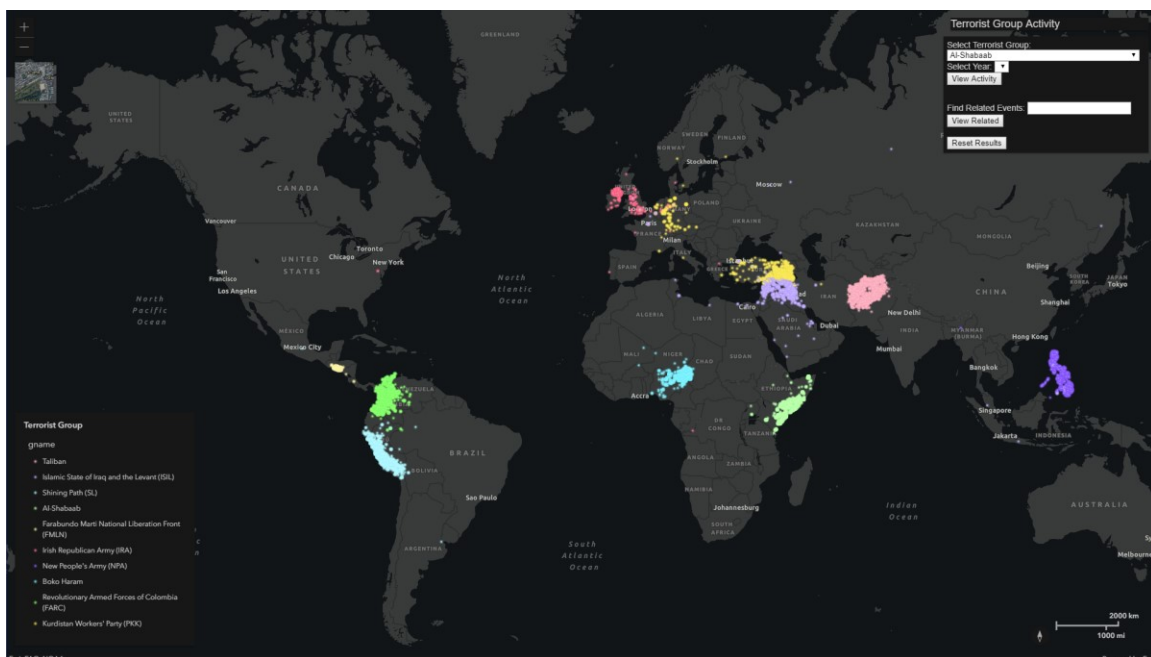 +
−
Terrorist Group Activity
Select Terrorist Group:
Al-Shabaab
Select Year:
View Activity
Find Related Events:
View Related
Reset Results
GREENLAND
UNITED
STATES
CANADA
Vancouver
Toronto
Chicago
New York
UNITED
STATES
San
Francisco
Los Angeles
North
Pacific
Ocean
North
Atlantic
Ocean
MÉXICO
Mexico City
BRAZIL
BOLIVIA
Sao Paulo
ARGENTINA
South
Atlantic
Ocean
SWEDEN
FINLAND
NORWAY
Stockholm
Moscow
POLAND
UKRAINE
Paris
FRANCE
Milan
ITALY
SPAIN
GREECE
KAZAKHSTAN
MONGOLIA
Beijing
SOUTH
KOREA
JAPAN
Tokyo
CHINA
Shanghai
IRAN
New Delhi
Cairo
ALGERIA
LIBYA
EGYPT
SAUDI
ARABIA
Dubai
INDIA
Mumbai
MYANMAR
(BURMA)
Hong Kong
Bangkok
MALI
NIGER
CHAD
SUDAN
ETHIOPIA
Accra
DR
CONGO
TANZANIA
ANGOLA
ZAMBIA
NAMIBIA
Johannesburg
SOUTH
AFRICA
Singapore
Jakarta
INDONESIA
Indian
Ocean
AUSTRALIA
Melbourne
Terrorist Group
gname
Taliban
Islamic State of Iraq and the Levant (ISIL)
Shining Path (SL)
Al-Shabaab
Farabundo Marti National Liberation Front
(FMLN)
Irish Republican Army (IRA)
New People's Army (NPA)
Boko Haram
Revolutionary Armed Forces of Colombia
(FARC)
Kurdistan Workers' Party (PKK)
2000 km
1000 mi